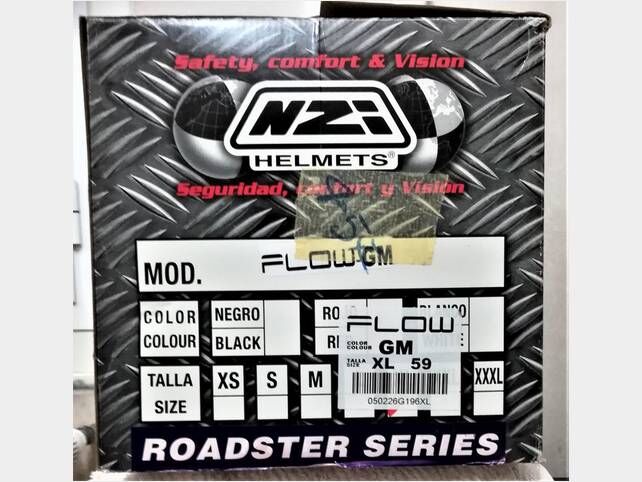 Safety, comfort & Vision
NZi
HELMETS®
Seguridad, confort y Vision
MOD. FLOW GM
COLOR NEGRO
COLOUR BLACK
FLOW
COLOR
COLOUR GM
TALLA
SIZE XL 59
050226G196XL
TALLA
SIZE XS S M XXXL
ROADSTER SERIES